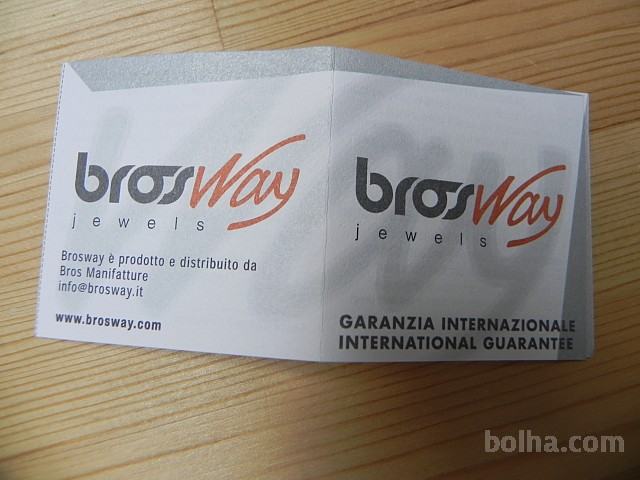 brosway
jewels
Brosway è prodotto e distribuito da
Bros Manifatture
info@brosway.it
www.brosway.com
brosway
jewels
GARANZIA INTERNAZIONALE
INTERNATIONAL GUARANTEE
bolha.com